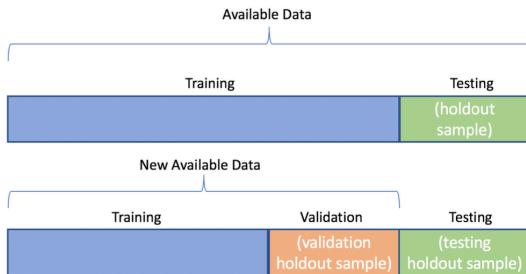 Available Data
Training Testing
(holdout
sample)
New Available Data
Training Validation Testing
(validation
holdout sample)
(testing
holdout sample)